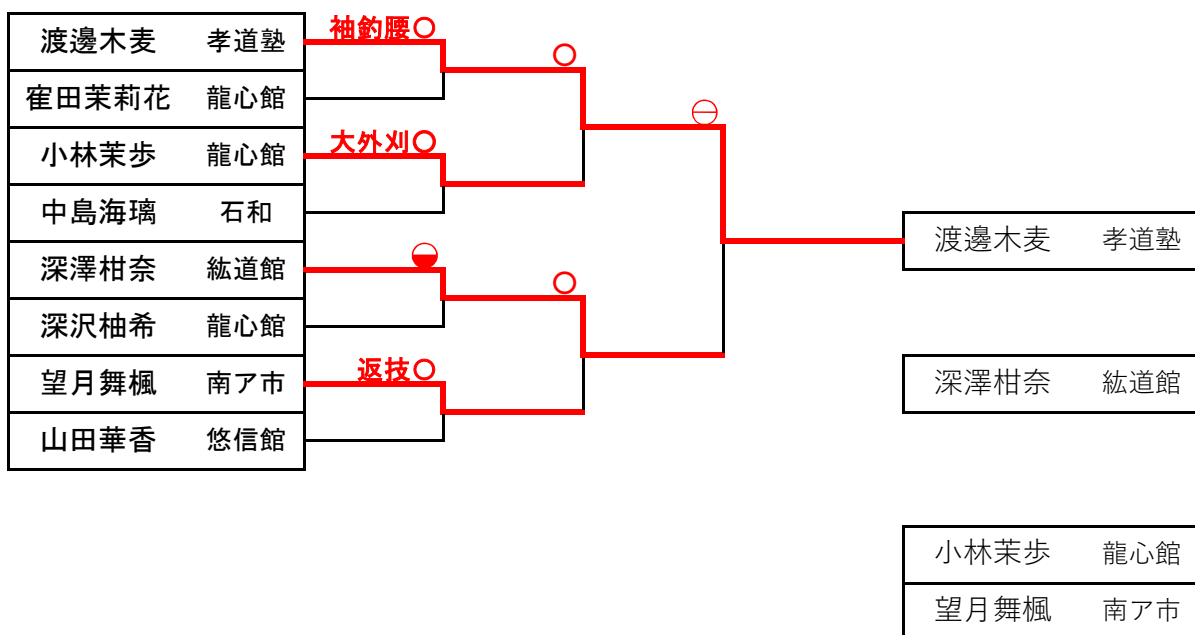 渡邊木麦 孝道塾 袖釣腰○
寉田茉莉花 龍心館
小林茉歩 龍心館 大外刈○
中島海璃 石和
深澤柑奈 紘道館
深沢柚希 龍心館
望月舞楓 南ア市 返技○
山田華香 悠信館
○
○
渡邊木麦 孝道塾
深澤柑奈 紘道館
小林茉歩 龍心館
望月舞楓 南ア市